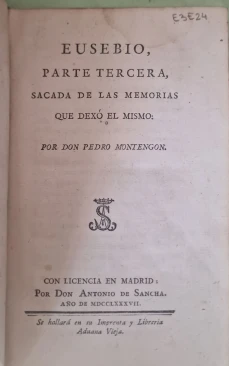 E3E24
EUSEBIO,
PARTE TERCERA,
SACADA DE LAS MEMORIAS
QUE DEXÓ EL MISMO;
POR DON PEDRO MONTENGON.
CON LICENCIA EN MADRID:
POR DON ANTONIO DE SANCHA.
AÑO DE MDCCLXXXVII.
Se hallará en su Imprenta y Libreria
Aduana Vieja.